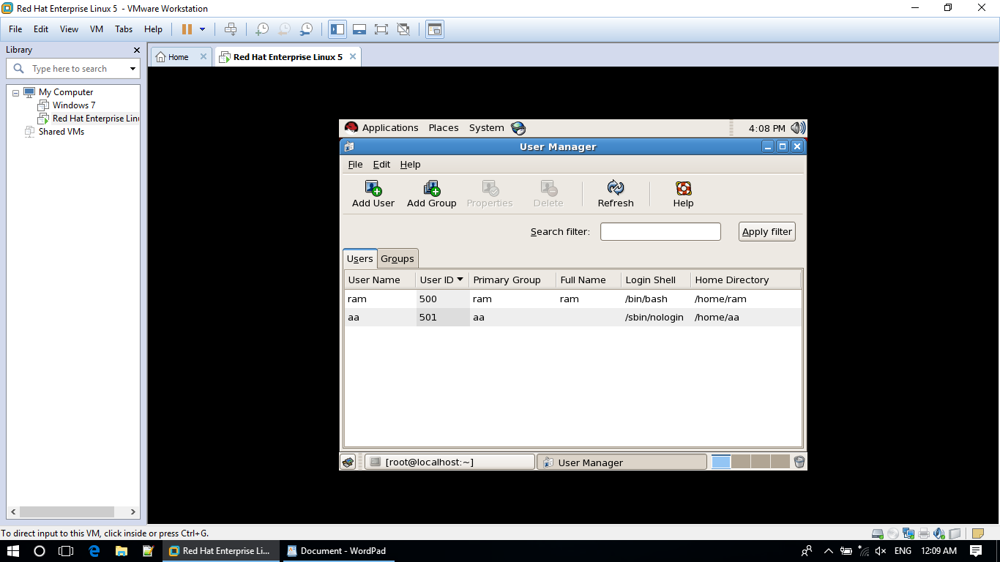 Red Hat Enterprise Linux 5 - VMware Workstation
File Edit View VM Tabs Help
Library
Type here to search
My Computer
Windows 7
Red Hat Enterprise Linu
Shared VMs
Home
Red Hat Enterprise Linux 5
Applications Places System
4:08 PM
User Manager
File Edit Help
Add User Add Group Properties Delete Refresh Help
Search filter: Apply filter
Users Groups
User Name User ID Primary Group Full Name Login Shell Home Directory
ram 500 ram ram /bin/bash /home/ram
aa 501 aa /sbin/nologin /home/aa
[root@localhost:~] User Manager
To direct input to this VM, click inside or press Ctrl+G.
Red Hat Enterprise Li... Document - WordPad ENG 12:09 AM